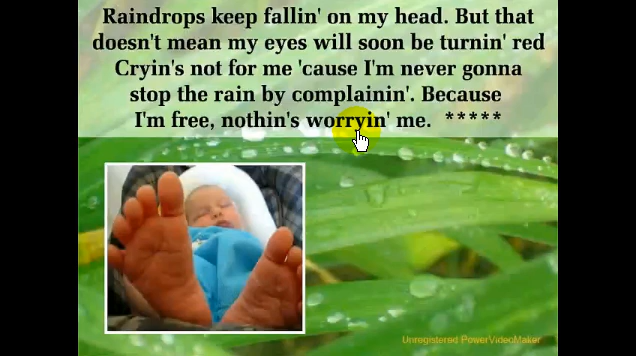 Raindrops keep fallin' on my head. But that
doesn't mean my eyes will soon be turnin' red
Cryin's not for me 'cause I'm never gonna
stop the rain by complainin'. Because
I'm free, nothin's worryin' me. *****
Unregistered PowerVideoMaker